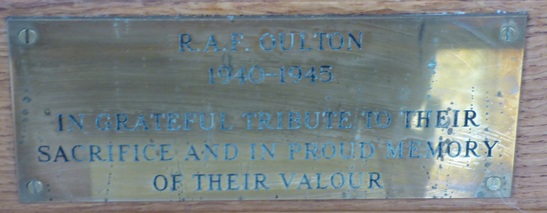 R.A.F. OULTON
1940-1945
IN GRATEFUL TRIBUTE TO THEIR
SACRIFICE AND IN PROUD MEMORY
OF THEIR VALOUR